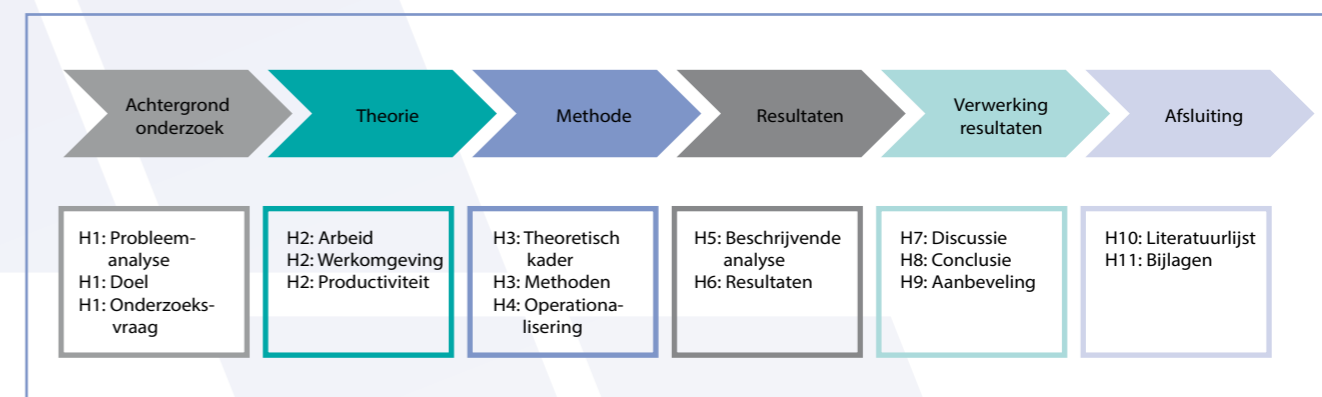 Achtergrond
onderzoek
Theorie
Methode
Resultaten
Verwerking
resultaten
Afsluiting
H1: Probleem-
analyse
H1: Doel
H1: Onderzoeks-
vraag
H2: Arbeid
H2: Werkomgeving
H2: Productiviteit
H3: Theoretisch
kader
H3: Methoden
H4: Operationa-
lisering
H5: Beschrijvende
analyse
H6: Resultaten
H7: Discussie
H8: Conclusie
H9: Aanbeveling
H10: Literatuurlijst
H11: Bijlagen